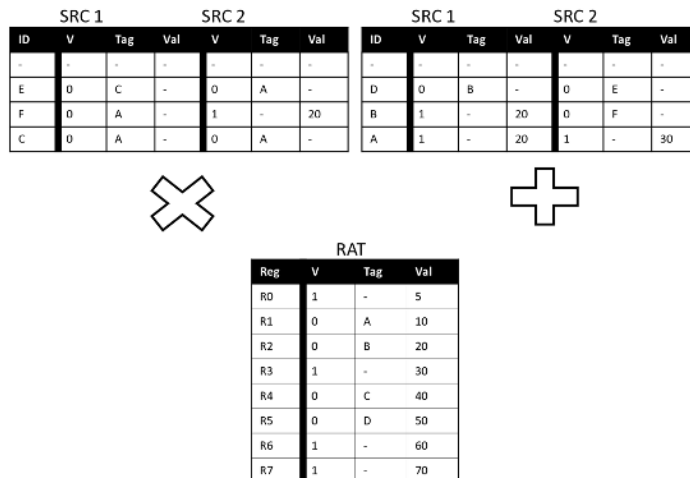 SRC 1 SRC 2
ID V Tag Val V Tag Val
- - - - - - -
E 0 C - 0 A -
F 0 A - 1 - 20
C 0 A - 0 A -
SRC 1 SRC 2
ID V Tag Val V Tag Val
- - - - - - -
D 0 B - 0 E -
B 1 - 20 0 F -
A 1 - 20 1 - 30
RAT
Reg V Tag Val
R0 1 - 5
R1 0 A 10
R2 0 B 20
R3 1 - 30
R4 0 C 40
R5 0 D 50
R6 1 - 60
R7 1 - 70